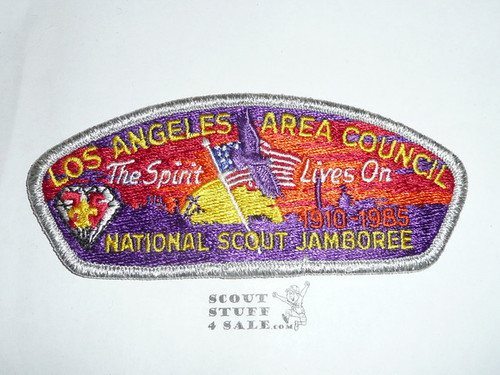 LOS ANGELES AREA COUNCIL
The Spirit Lives On
1910-1985
NATIONAL SCOUT JAMBOREE
SCOUT
STUFF
4 SALE.com